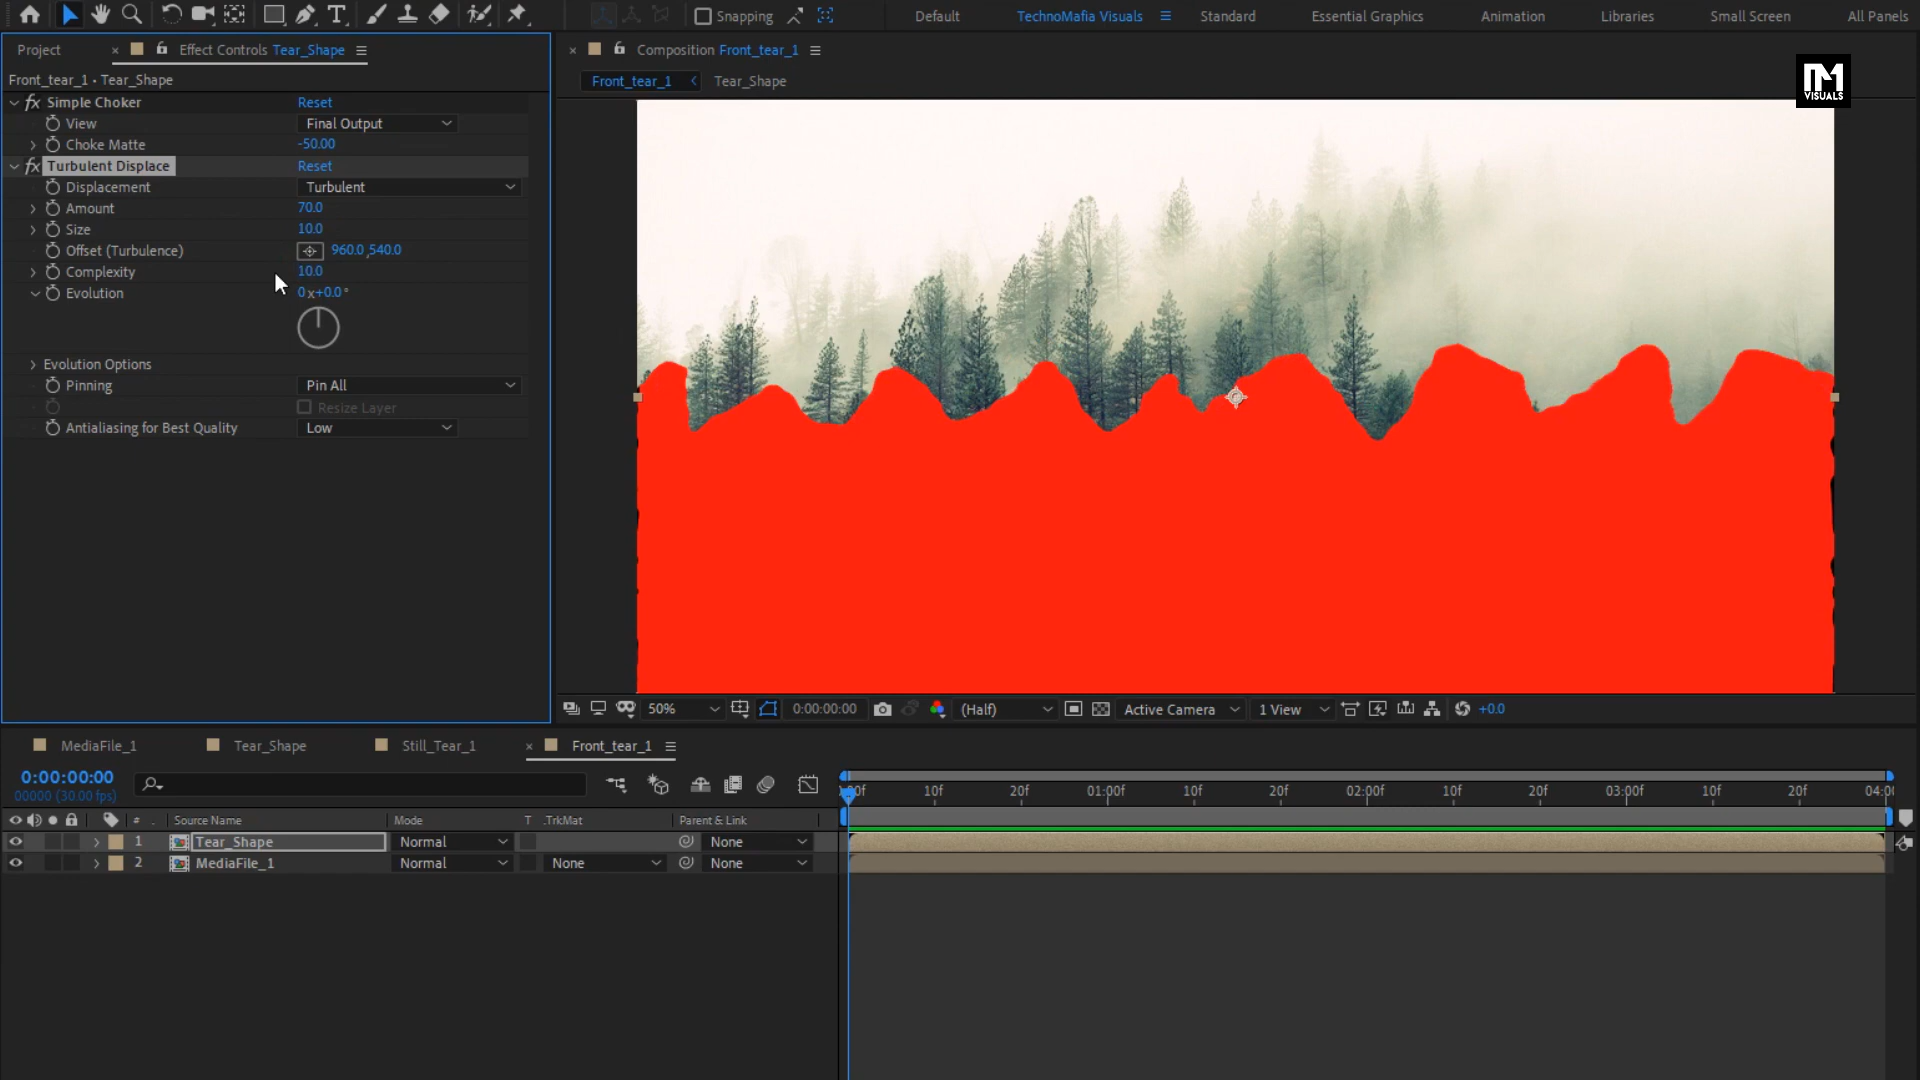 Snapping
Default
TechnoMafia Visuals
Standard
Essential Graphics
Animation
Libraries
Small Screen
All Panels
Project
Effect Controls Tear_Shape
Front_tear_1 • Tear_Shape
fx Simple Choker Reset
View Final Output
Choke Matte -50.00
fx Turbulent Displace Reset
Displacement Turbulent
Amount 70.0
Size 10.0
Offset (Turbulence) 960.0,540.0
Complexity 10.0
Evolution 0x+0.0°
Evolution Options
Pinning Pin All
Resize Layer
Antialiasing for Best Quality Low
Composition Front_tear_1
Front_tear_1 Tear_Shape
VISUALS
50% 0:00:00:00 (Half) Active Camera 1 View +0.0
MediaFile_1 Tear_Shape Still_Tear_1 Front_tear_1
0:00:00:00
00000 (30.00 fps)
10f 20f 01:00f 10f 20f 02:00f 10f 20f 03:00f 10f 20f
# Source Name Mode T .TrkMat Parent & Link
1 Tear_Shape Normal None
2 MediaFile_1 Normal None None